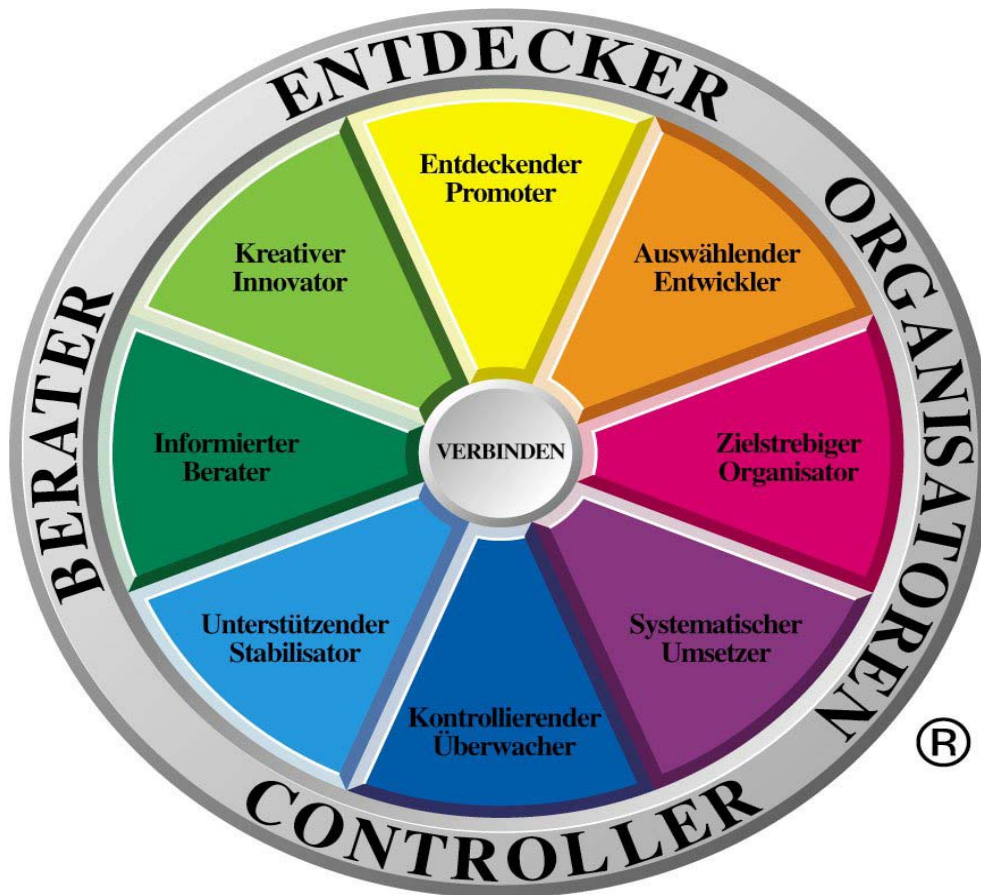 ENTDECKER
Entdeckender
Promoter
Auswählender
Entwickler
ORGANISATOREN
Zielstrebiger
Organisator
Systematischer
Umsetzer
®
Kontrollierender
Überwacher
CONTROLLER
Unterstützender
Stabilisator
Informierter
Berater
BERATER
Kreativer
Innovator
VERBINDEN